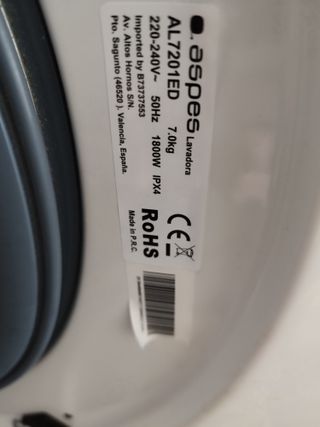 aspes
Lavadora
AL7201ED 7.0kg
220-240V~ 50Hz 1800W IPX4
Imported by B73737553
Av. Altos Hornos S/N.
Pto. Sagunto (46520 ). Valencia, España.
CE
RoHS
Made in P.R.C.